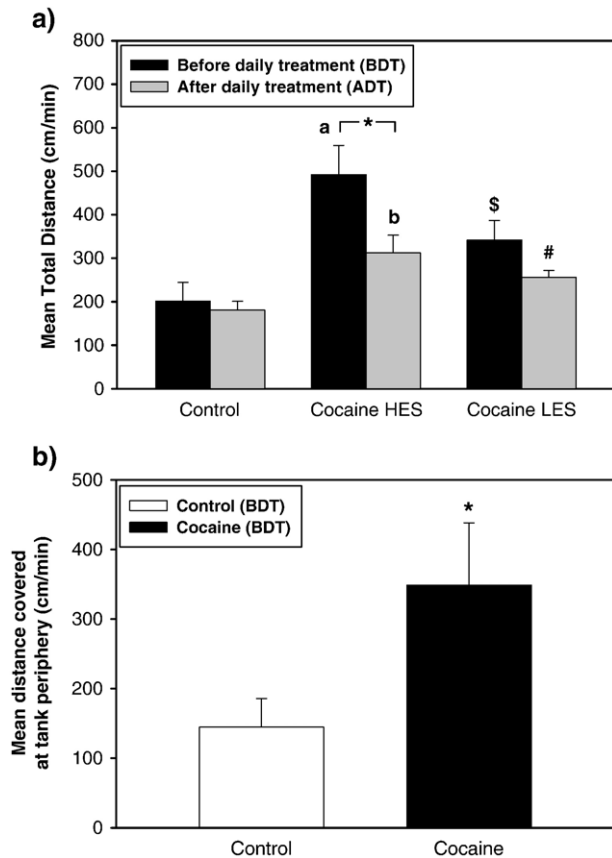 a)
Mean Total Distance (cm/min)
800
700
600
500
400
300
200
100
0
Before daily treatment (BDT)
After daily treatment (ADT)
a
*
b
$
#
Control
Cocaine HES
Cocaine LES
b)
Mean distance covered
at tank periphery (cm/min)
500
400
300
200
100
0
Control (BDT)
Cocaine (BDT)
*
Control
Cocaine